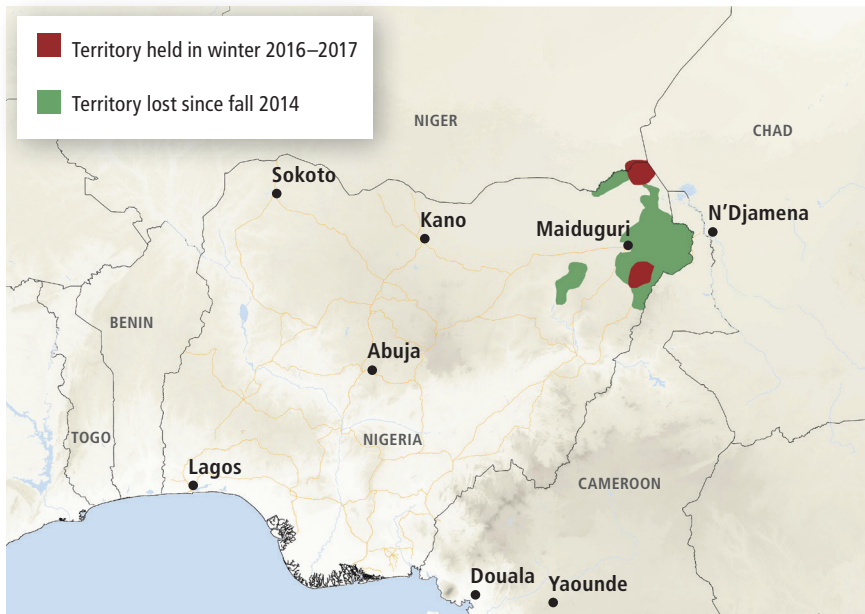 Territory held in winter 2016–2017
Territory lost since fall 2014
NIGER
CHAD
Sokoto
Kano
Maiduguri
N’Djamena
BENIN
Abuja
TOGO
NIGERIA
Lagos
CAMEROON
Douala
Yaounde